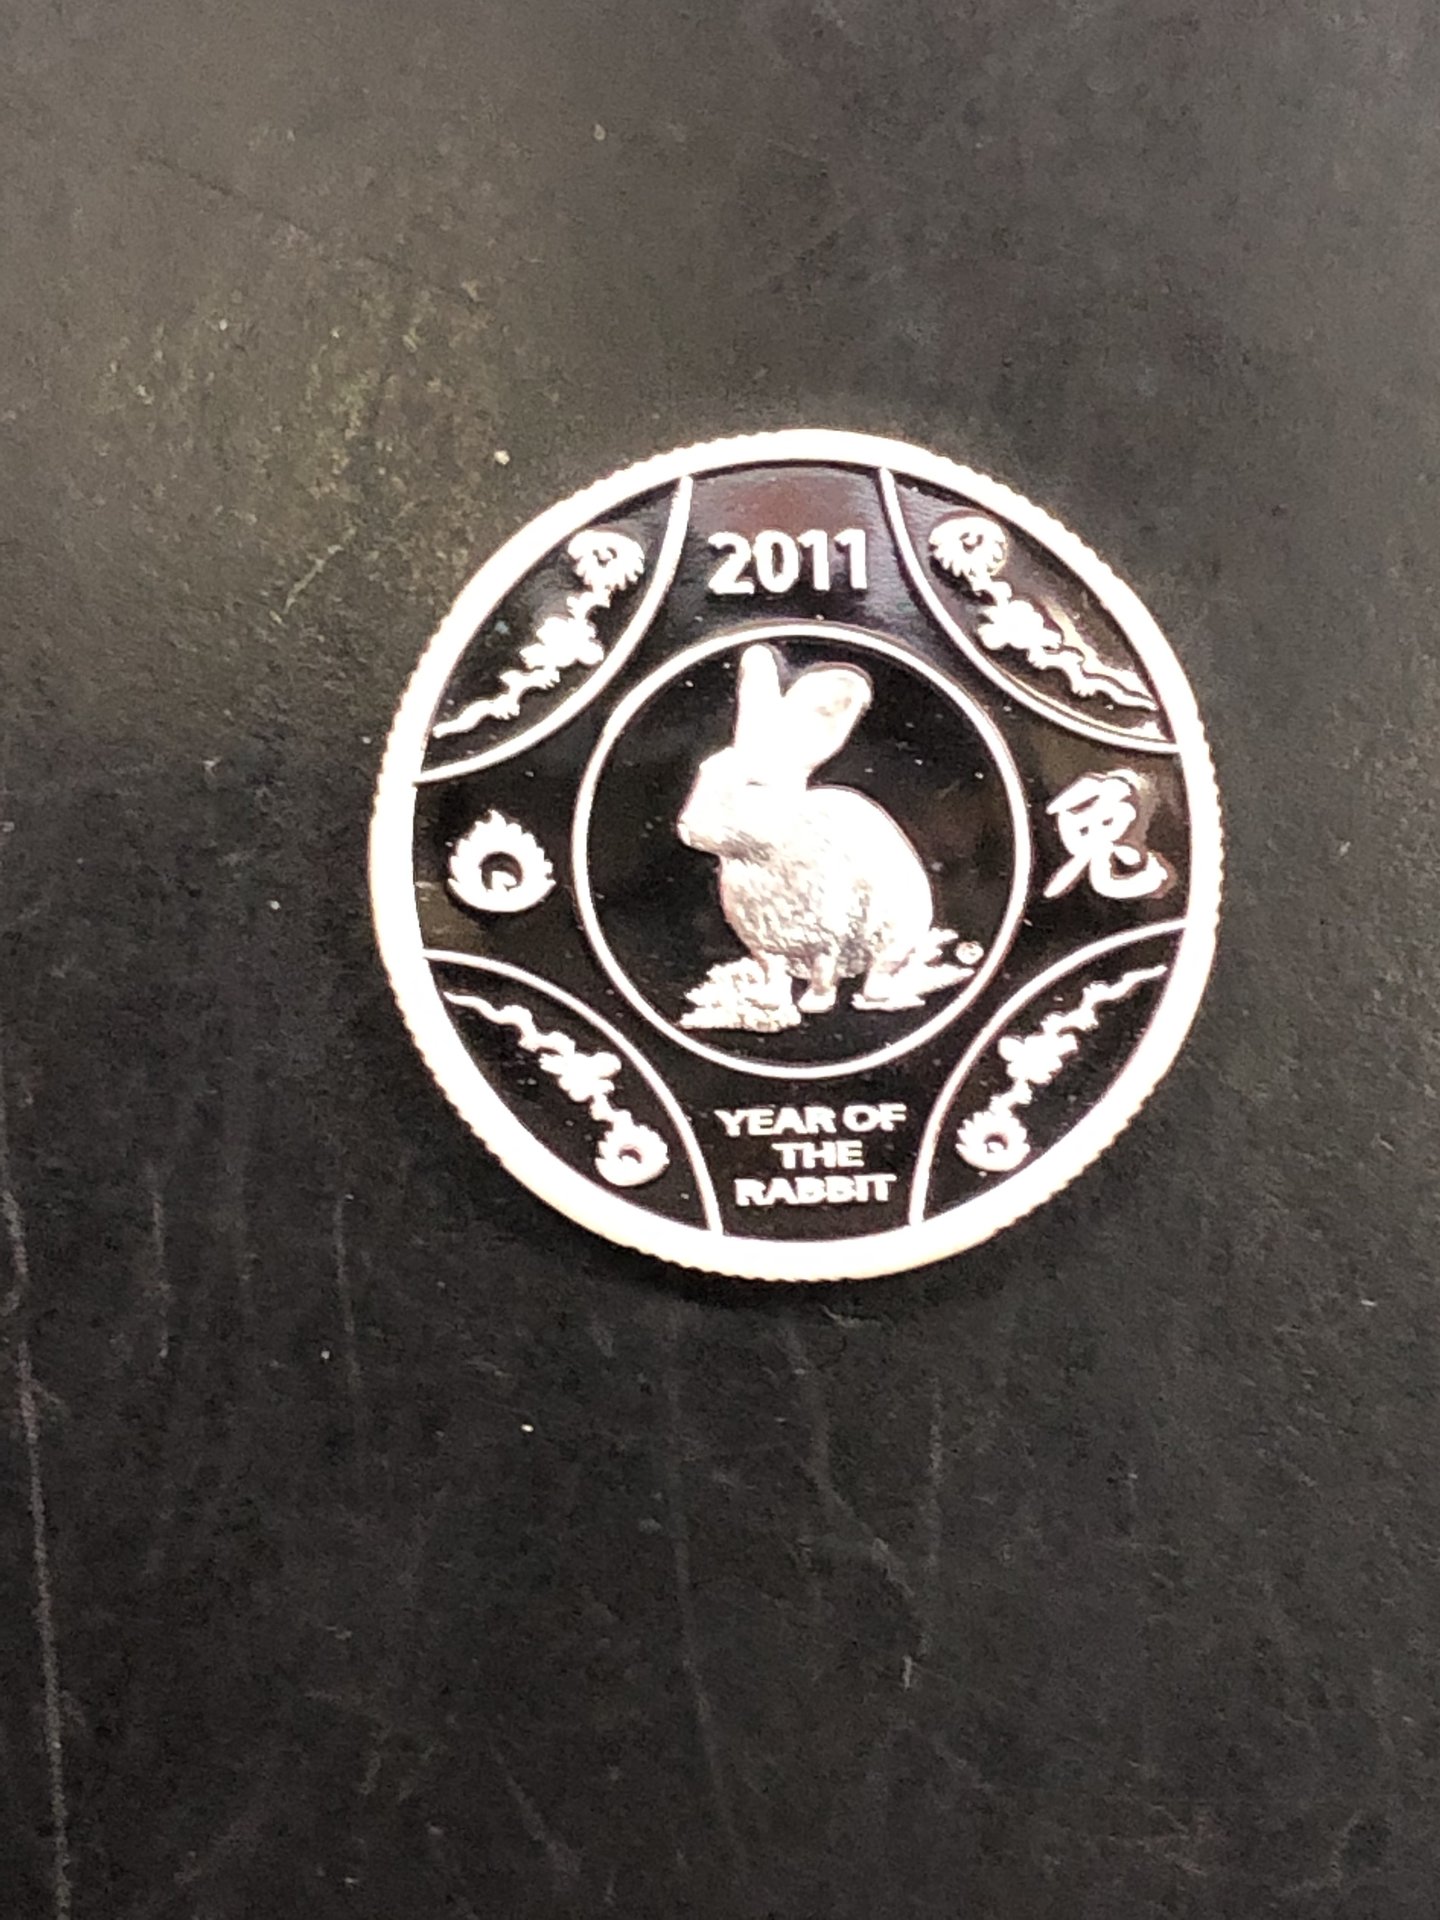 2011
兔
YEAR OF
THE
RABBIT